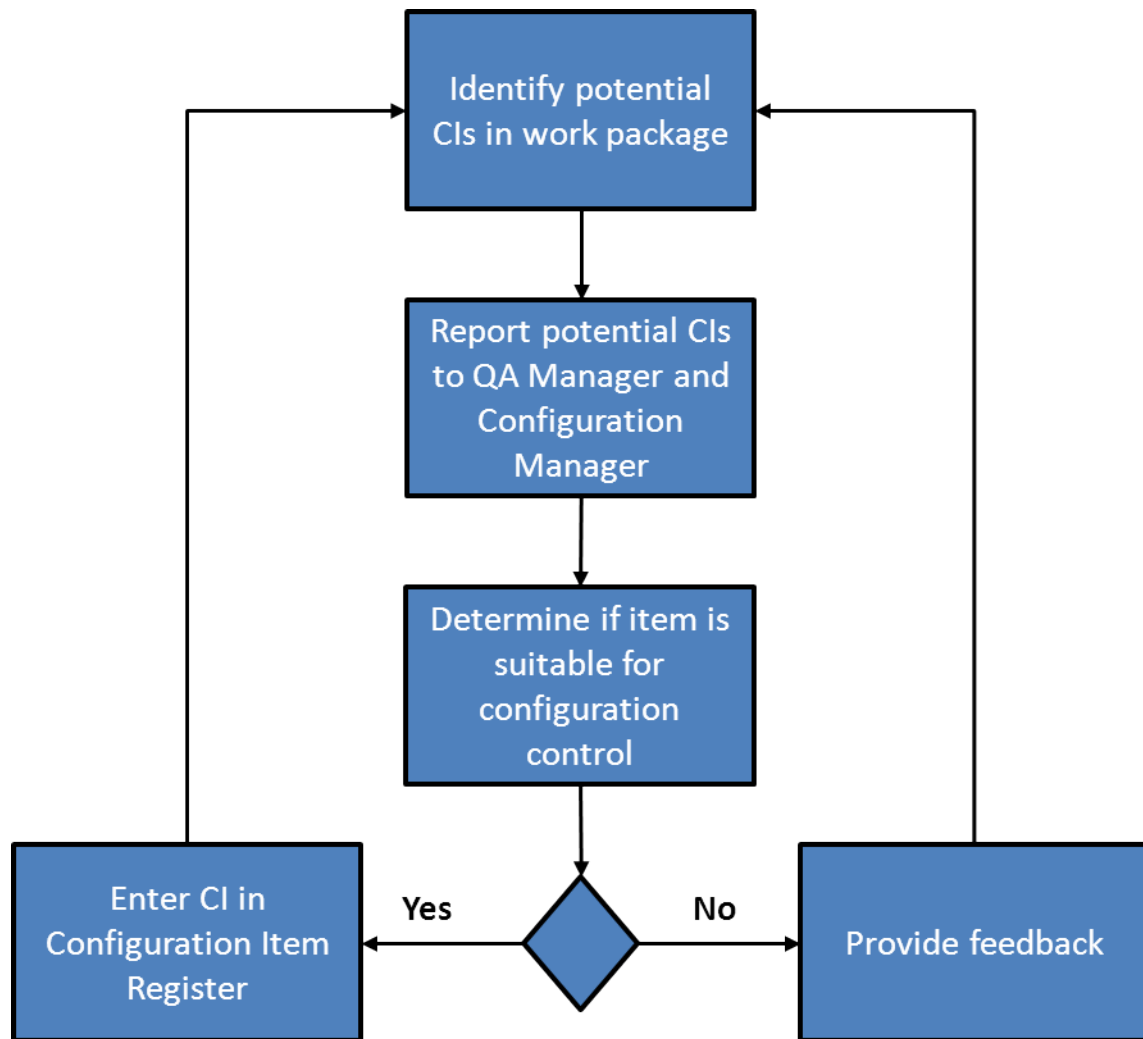 Identify potential
CIs in work package
Report potential CIs
to QA Manager and
Configuration
Manager
Determine if item is
suitable for
configuration
control
Enter CI in
Configuration Item
Register
Yes
No
Provide feedback